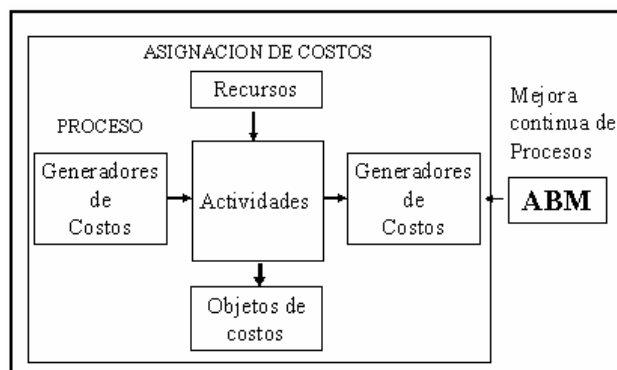 ASIGNACION DE COSTOS
Recursos
PROCESO
Generadores
de
Costos
Actividades
Generadores
de
Costos
Objetos de
costos
Mejora
continua de
Procesos
ABM